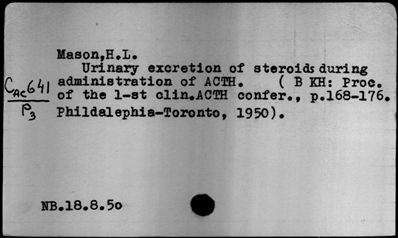 Mason,H.L.
Urinary excretion of steroids during
administration of ACTH. ( В КН: Proc.
of the 1-st clin.ACTH confer., p.168-176.
Phildalephia-Toronto, 1950).
CAc641
P3
NB.18.8.50